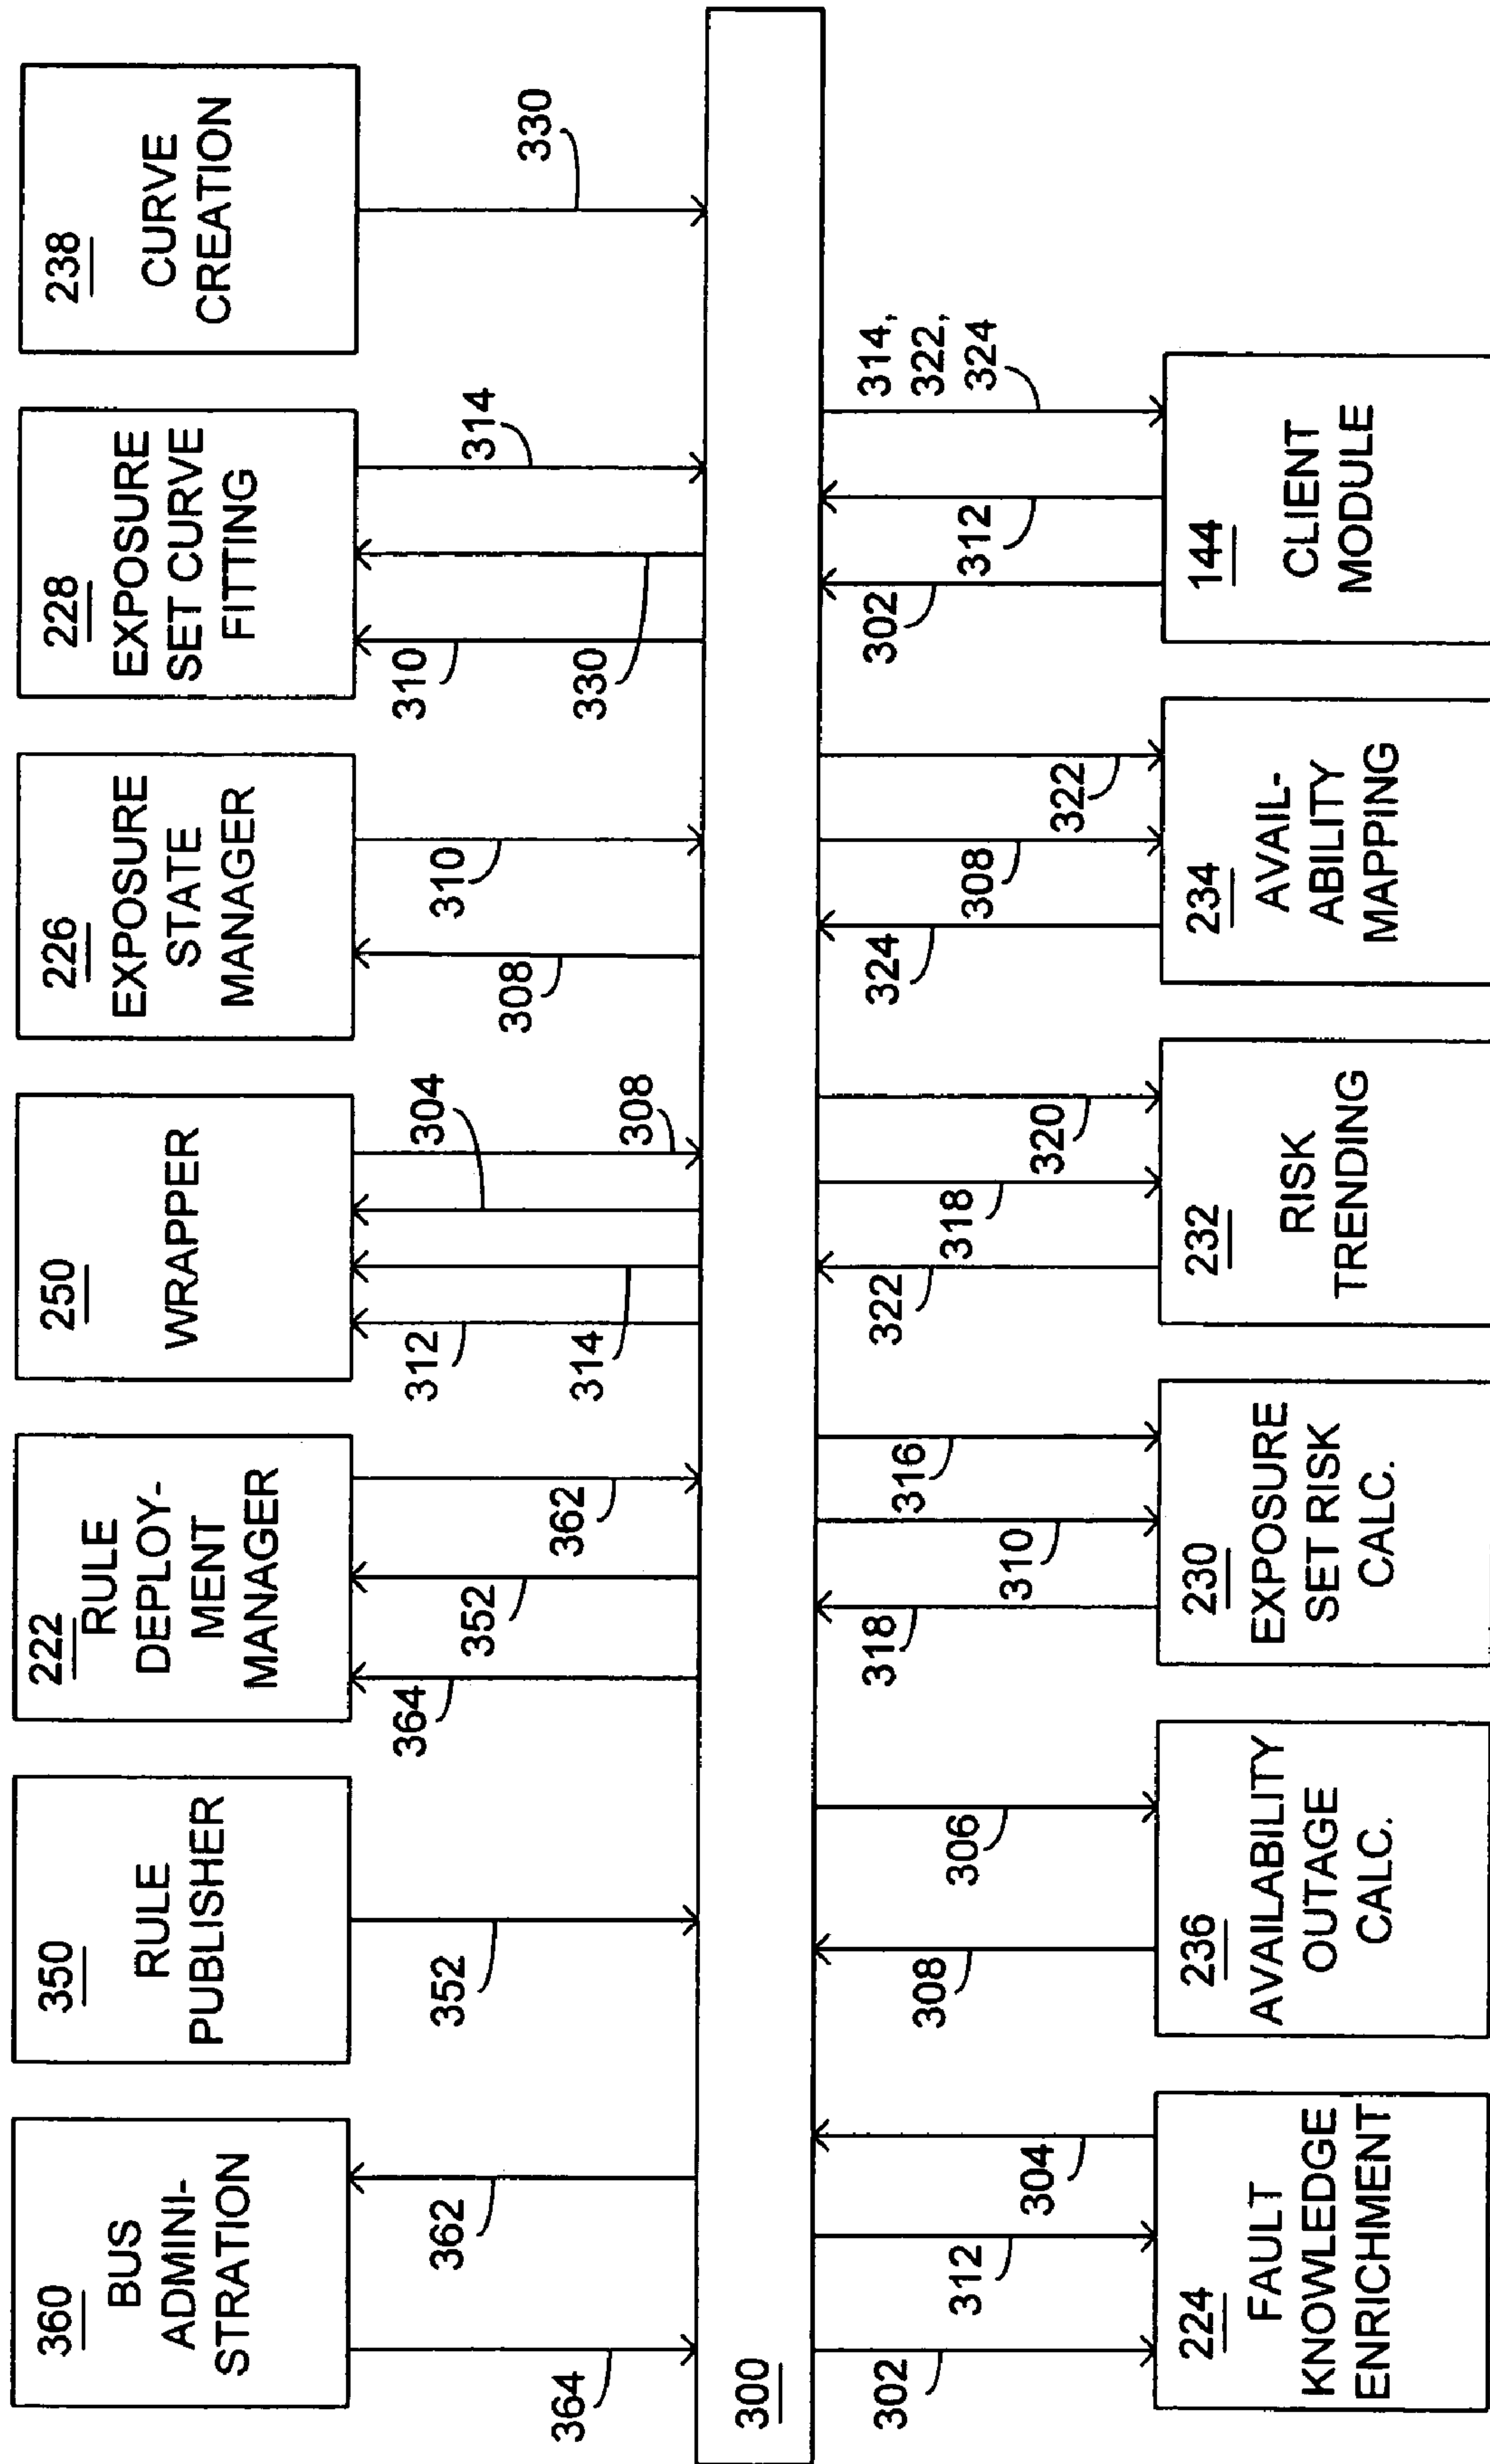 360
BUS
ADMINI-
STRATION
364
362
350
RULE
PUBLISHER
352
222
RULE
DEPLOY-
MENT
MANAGER
364
352
362
250
WRAPPER
312
314
304
308
226
EXPOSURE
STATE
MANAGER
308
310
228
EXPOSURE
SET CURVE
FITTING
310
330
314
238
CURVE
CREATION
330
300
302
312
304
224
FAULT
KNOWLEDGE
ENRICHMENT
308
306
236
AVAILABILITY
OUTAGE
CALC.
318
310
316
230
EXPOSURE
SET RISK
CALC.
322
318
320
232
RISK
TRENDING
324
308
322
234
AVAIL-
ABILITY
MAPPING
302
312
314,
322,
324
144
CLIENT
MODULE